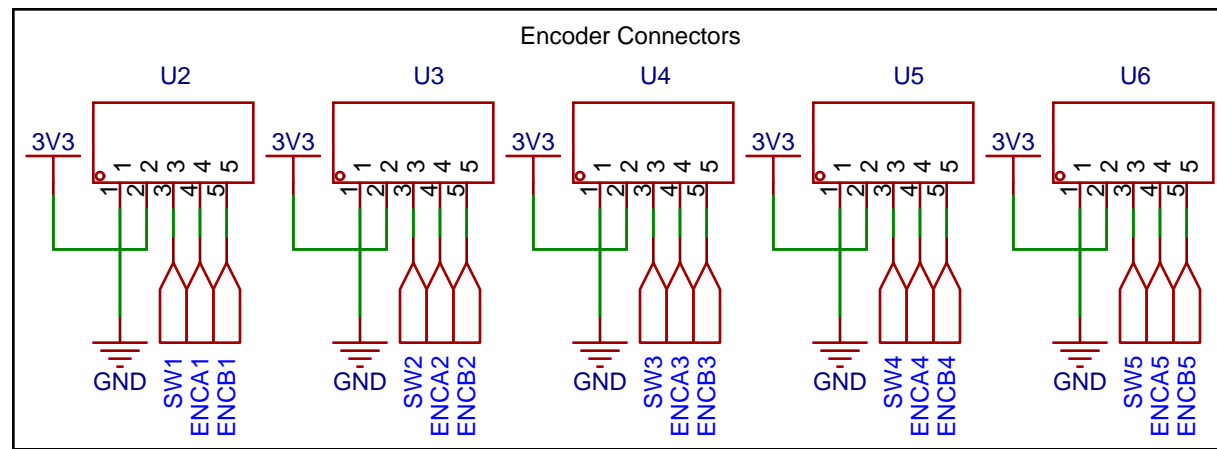 Encoder Connectors
U2 U3 U4 U5 U6
3V3 3V3 3V3 3V3 3V3
1 2 3 4 5 1 2 3 4 5 1 2 3 4 5 1 2 3 4 5 1 2 3 4 5
1 2 3 4 5 1 2 3 4 5 1 2 3 4 5 1 2 3 4 5 1 2 3 4 5
GND SW1 ENCA1 ENCB1 GND SW2 ENCA2 ENCB2 GND SW3 ENCA3 ENCB3 GND SW4 ENCA4 ENCB4 GND SW5 ENCA5 ENCB5